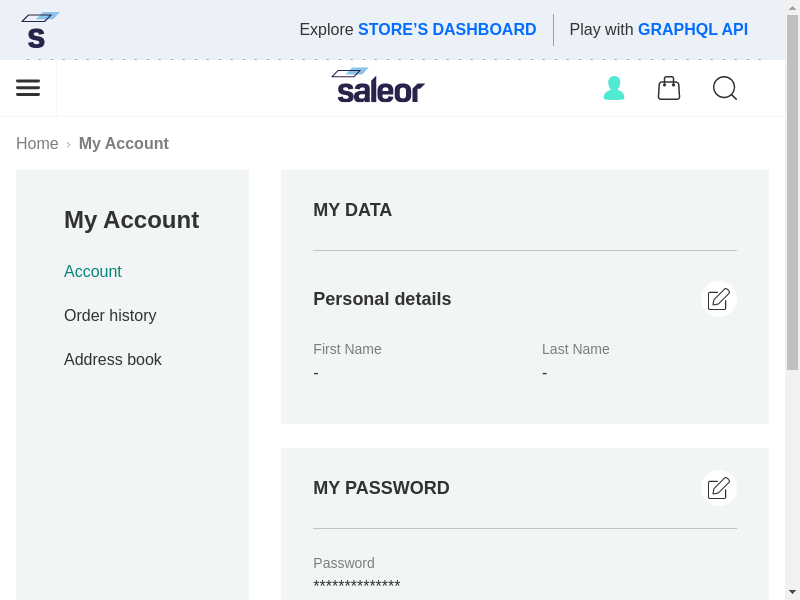 S
Explore STORE'S DASHBOARD
Play with GRAPHQL API
saleor
Home › My Account
My Account
Account
Order history
Address book
MY DATA
Personal details
First Name
Last Name
-
-
MY PASSWORD
Password
**************